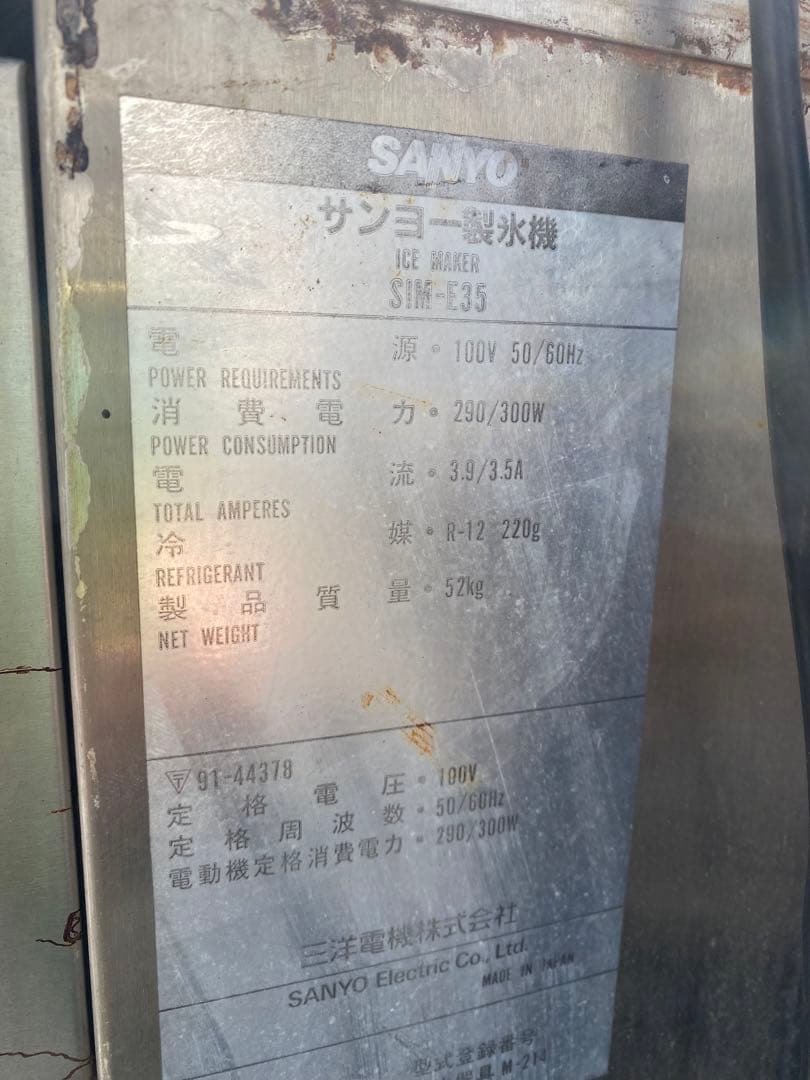 SANYO
サンヨー製氷機
ICE MAKER
SIM-E35
電源・100V 50/60Hz
POWER REQUIREMENTS
消費電力・290/300W
POWER CONSUMPTION
電流・3.9/3.5A
TOTAL AMPERES
冷媒・R-12 220g
REFRIGERANT
製品質量・52kg
NET WEIGHT
〒91-44378
定格電圧・100V
定格周波数・50/60Hz
電動機定格消費電力・290/300W
三洋電機株式会社
SANYO Electric Co., Ltd.
MADE IN JAPAN
型式登録番号